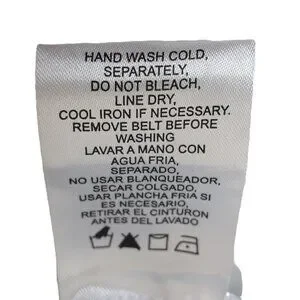 HAND WASH COLD,
SEPARATELY,
DO NOT BLEACH,
LINE DRY,
COOL IRON IF NECESSARY.
REMOVE BELT BEFORE
WASHING
LAVAR A MANO CON
AGUA FRIA,
SEPARADO,
NO USAR BLANQUEADOR,
SECAR COLGADO,
USAR PLANCHA FRIA SI
ES NECESARIO,
RETIRAR EL CINTURON
ANTES DEL LAVADO